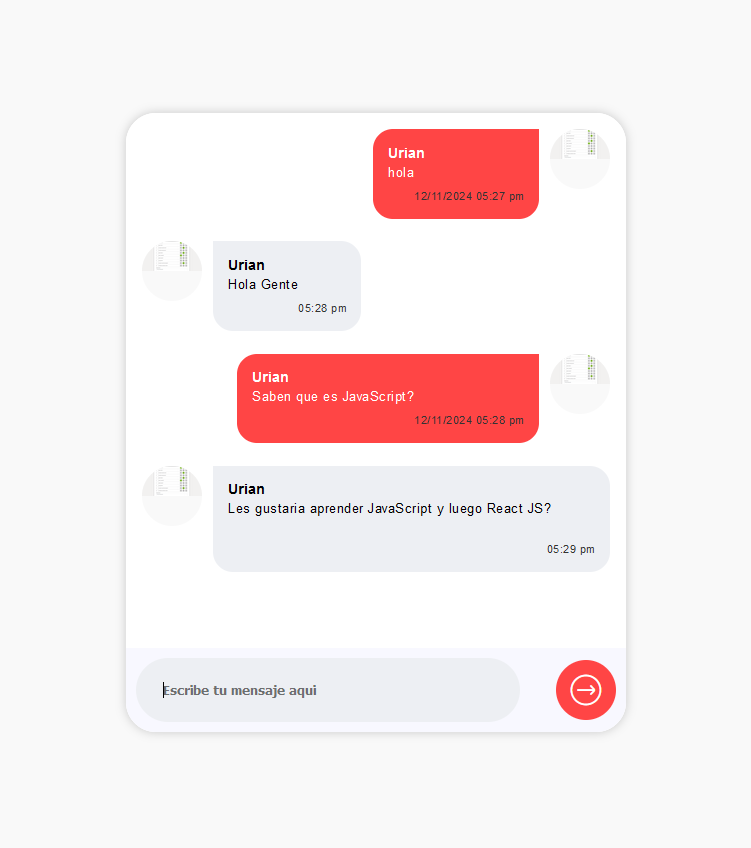 Urian
hola
12/11/2024 05:27 pm
Urian
Hola Gente
05:28 pm
Urian
Saben que es JavaScript?
12/11/2024 05:28 pm
Urian
Les gustaria aprender JavaScript y luego React JS?
05:29 pm
Escribe tu mensaje aqui